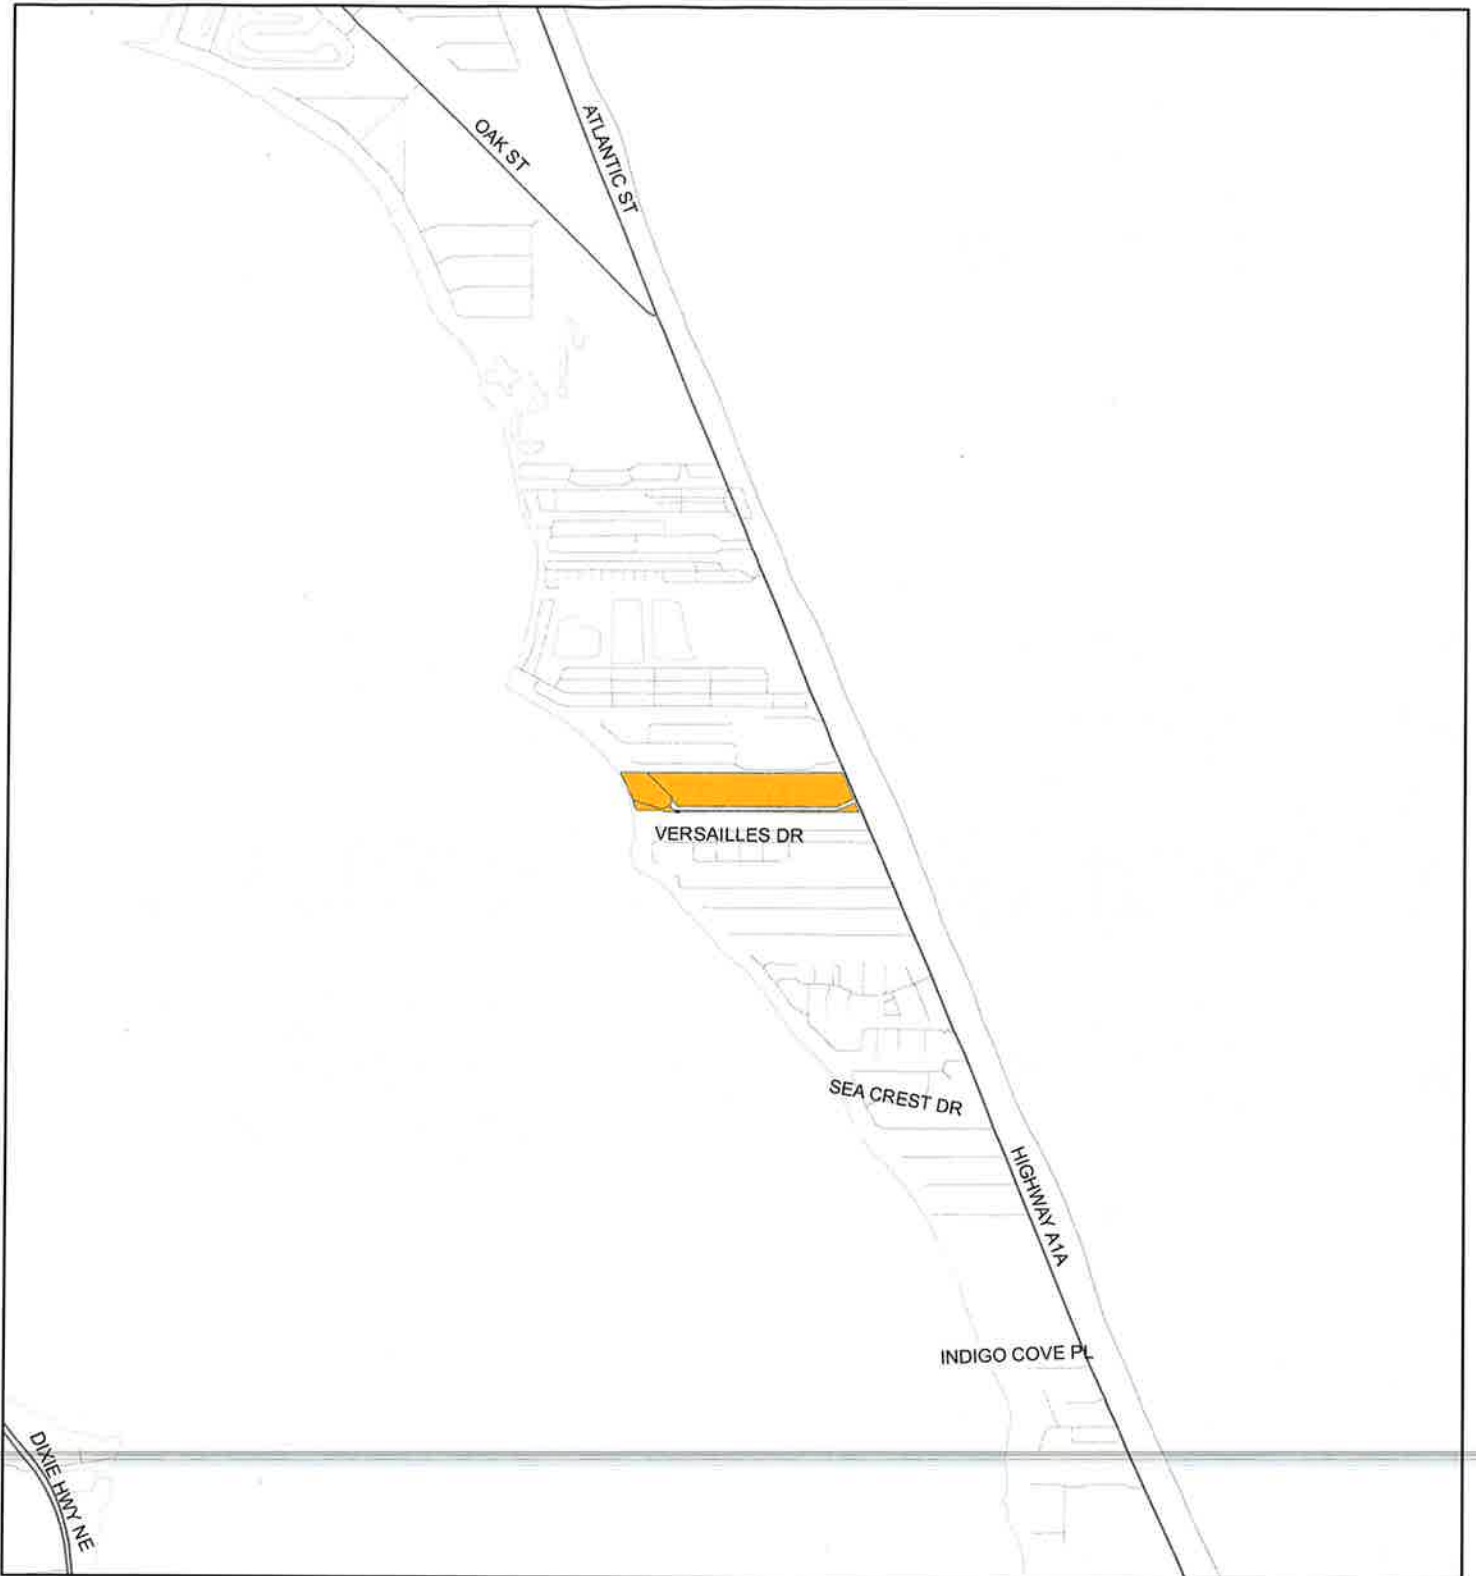 OAK ST
ATLANTIC ST
VERSAILLES DR
SEA CREST DR
HIGHWAY A1A
INDIGO COVE PL
DIXIE HWY NE